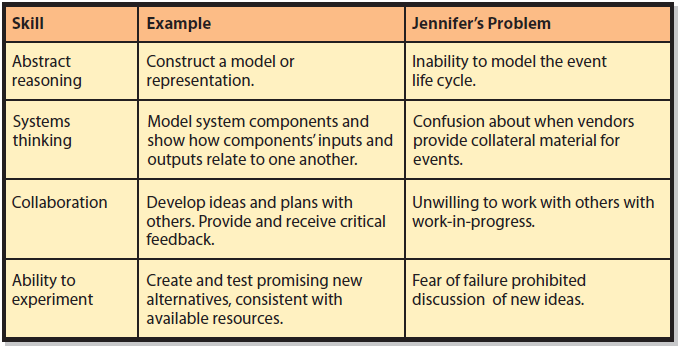 Skill Example Jennifer's Problem
Abstract
reasoning
Construct a model or
representation.
Inability to model the event
life cycle.
Systems
thinking
Model system components and
show how components' inputs and
outputs relate to one another.
Confusion about when vendors
provide collateral material for
events.
Collaboration
Develop ideas and plans with
others. Provide and receive critical
feedback.
Unwilling to work with others with
work-in-progress.
Ability to
experiment
Create and test promising new
alternatives, consistent with
available resources.
Fear of failure prohibited
discussion of new ideas.